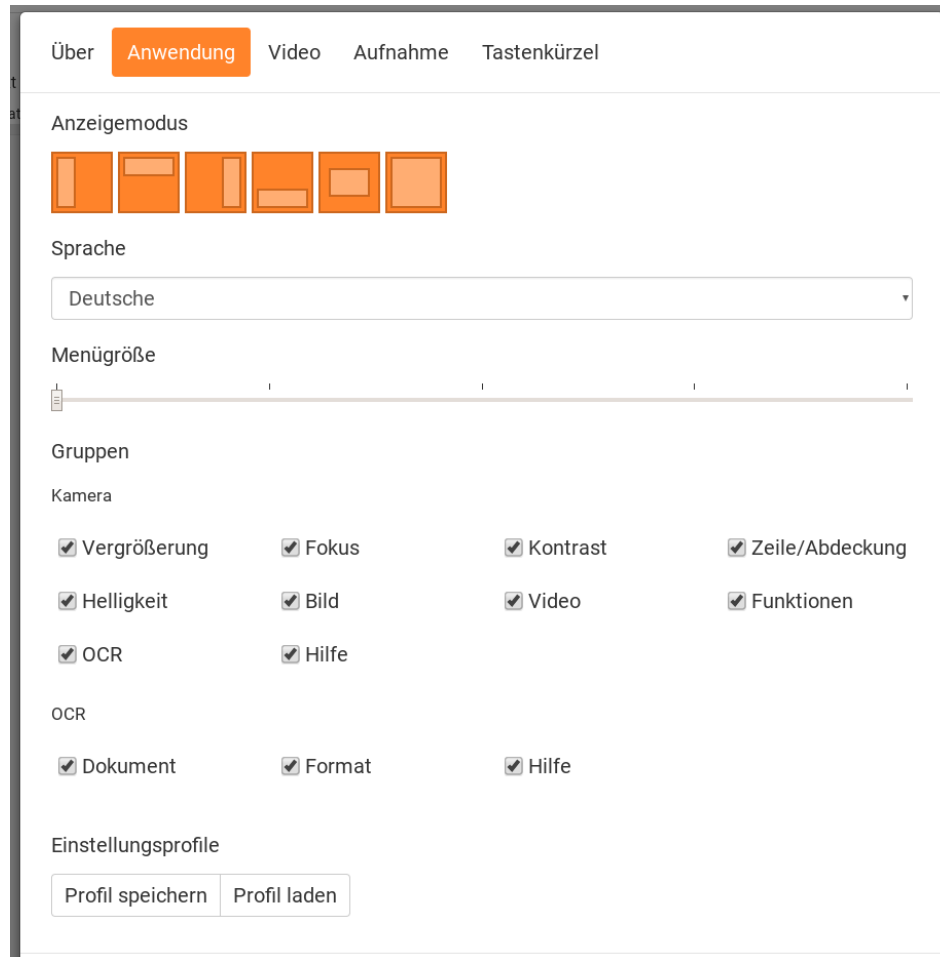 Über Anwendung Video Aufnahme Tastenkürzel
Anzeigemodus
Sprache
Deutsche
Menügröße
Gruppen
Kamera
Vergrößerung Fokus Kontrast Zeile/Abdeckung
Helligkeit Bild Video Funktionen
OCR Hilfe
OCR
Dokument Format Hilfe
Einstellungsprofile
Profil speichern Profil laden